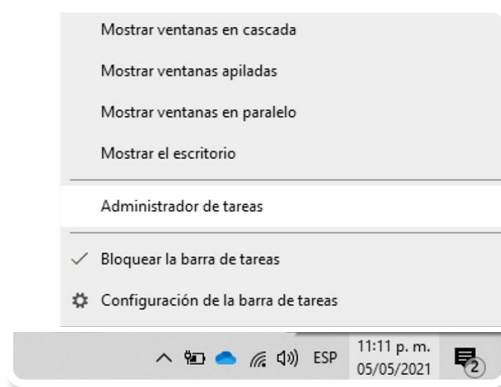 Mostrar ventanas en cascada
Mostrar ventanas apiladas
Mostrar ventanas en paralelo
Mostrar el escritorio
Administrador de tareas
Bloquear la barra de tareas
Configuración de la barra de tareas
ESP
11:11 p. m.
05/05/2021
2